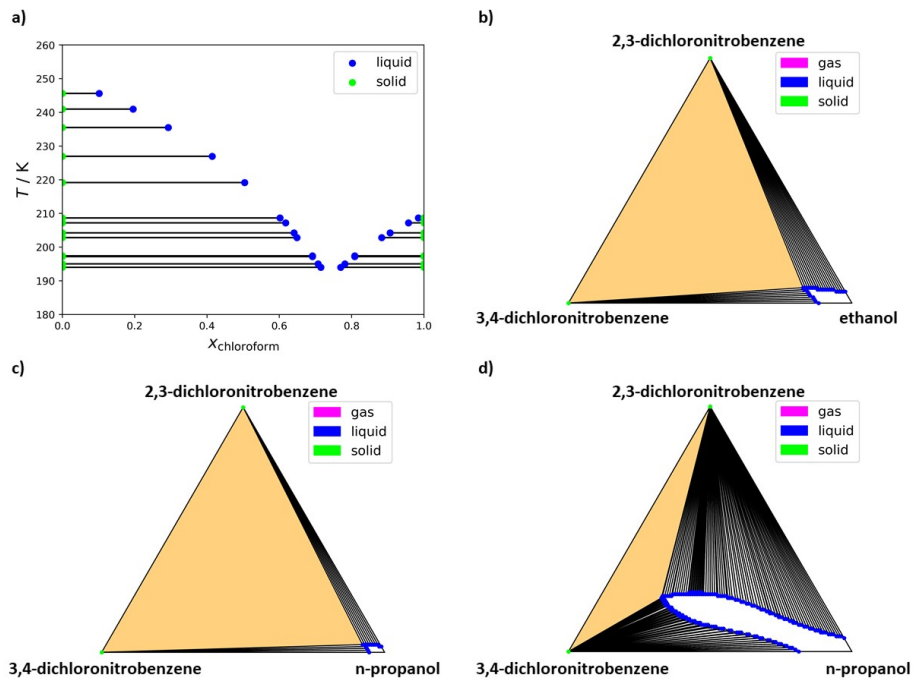 a)
260
250
240
230
220
210
200
190
180
T / K
liquid
solid
0.0 0.2 0.4 0.6 0.8 1.0
xchloroform
b)
2,3-dichloronitrobenzene
gas
liquid
solid
3,4-dichloronitrobenzene ethanol
c)
2,3-dichloronitrobenzene
gas
liquid
solid
3,4-dichloronitrobenzene n-propanol
d)
2,3-dichloronitrobenzene
gas
liquid
solid
3,4-dichloronitrobenzene n-propanol